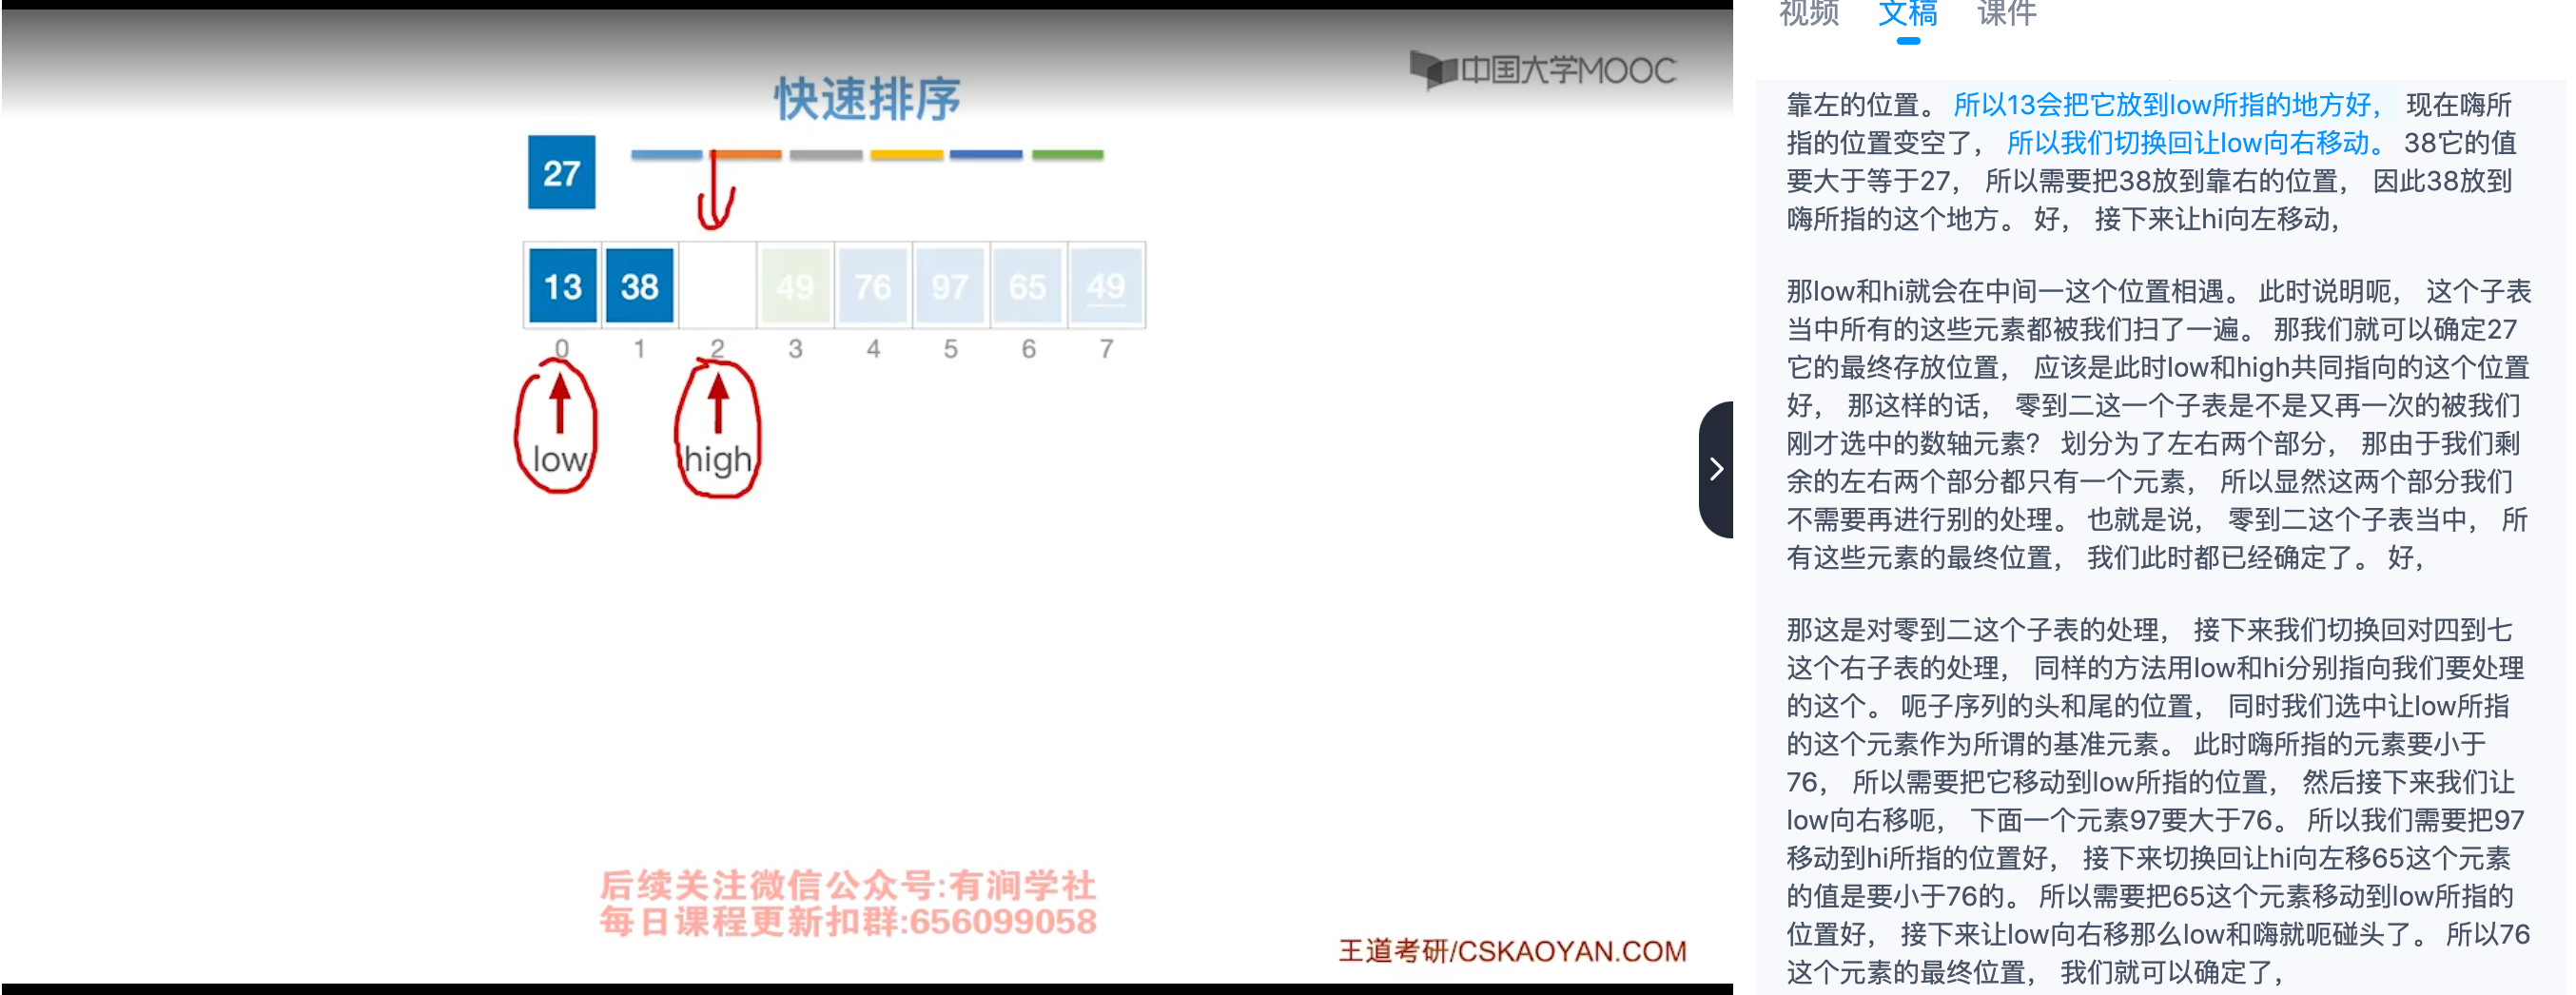 中国大学MOOC
快速排序
27
13 38 49 76 97 65 49
0 1 2 3 4 5 6 7
low high
后续关注微信公众号:有涧学社
每日课程更新扣群:656099058
王道考研/CSKAOYAN.COM
视频 文稿 课件
靠左的位置。 所以13会把它放到low所指的地方好, 现在嗨所
指的位置变空了, 所以我们切换回让low向右移动。 38它的值
要大于等于27, 所以需要把38放到靠右的位置, 因此38放到
嗨所指的这个地方。 好, 接下来让hi向左移动,
那low和hi就会在中间一这个位置相遇。 此时说明呃, 这个子表
当中所有的这些元素都被我们扫了一遍。 那我们就可以确定27
它的最终存放位置, 应该是此时low和high共同指向的这个位置
好, 那这样的话, 零到二这一个子表是不是又再一次的被我们
刚才选中的数轴元素? 划分为了左右两个部分, 那由于我们剩
余的左右两个部分都只有一个元素, 所以显然这两个部分我们
不需要再进行别的处理。 也就是说, 零到二这个子表当中, 所
有这些元素的最终位置, 我们此时都已经确定了。 好,
那这是对零到二这个子表的处理, 接下来我们切换回对四到七
这个右子表的处理, 同样的方法用low和hi分别指向我们要处理
的这个。 呃子序列的头和尾的位置, 同时我们选中让low所指
的这个元素作为所谓的基准元素。 此时嗨所指的元素要小于
76, 所以需要把它移动到low所指的位置, 然后接下来我们让
low向右移呃, 下面一个元素97要大于76。 所以我们需要把97
移动到hi所指的位置好, 接下来切换回让hi向左移65这个元素
的值是要小于76的。 所以需要把65这个元素移动到low所指的
位置好, 接下来让low向右移那么low和嗨就呃碰头了。 所以76
这个元素的最终位置, 我们就可以确定了,